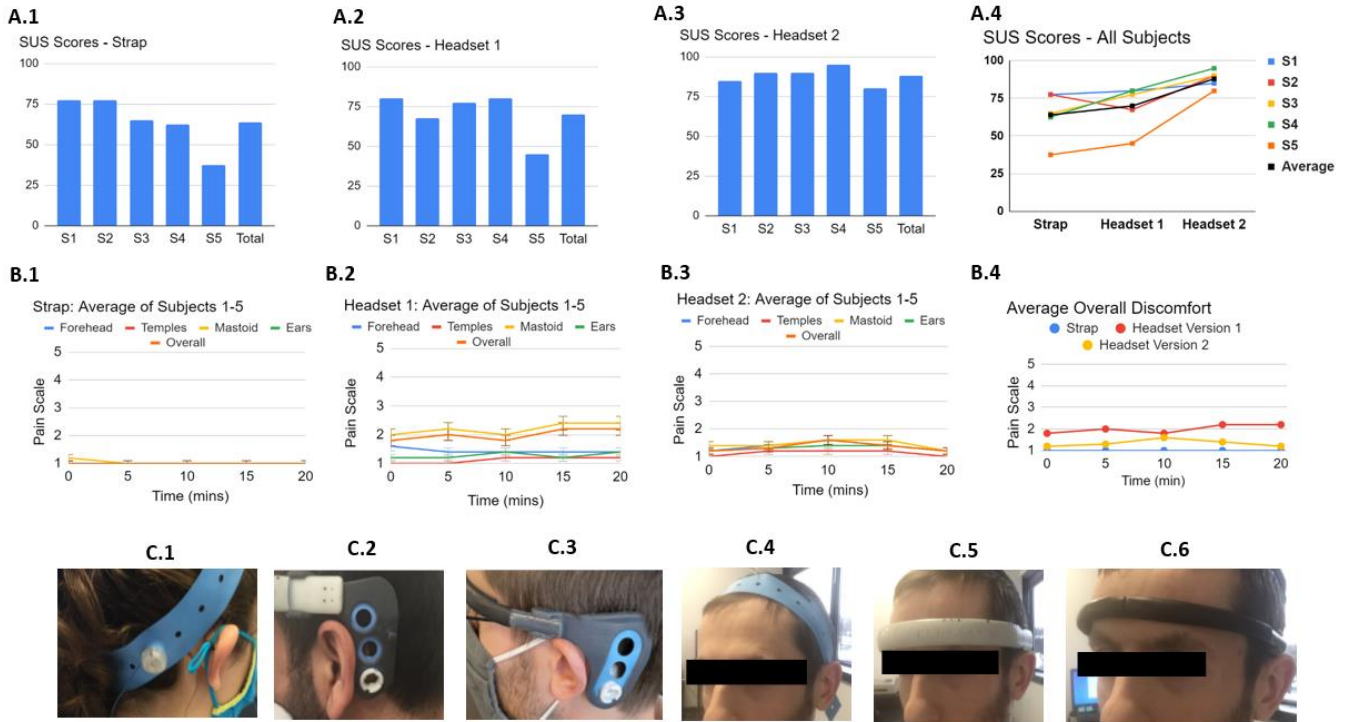 A.1
SUS Scores - Strap
100
75
50
25
0
S1 S2 S3 S4 S5 Total
A.2
SUS Scores - Headset 1
100
75
50
25
0
S1 S2 S3 S4 S5 Total
A.3
SUS Scores - Headset 2
100
75
50
25
0
S1 S2 S3 S4 S5 Total
A.4
SUS Scores - All Subjects
100
75
50
25
0
Strap Headset 1 Headset 2
S1
S2
S3
S4
S5
Average
B.1
Strap: Average of Subjects 1-5
Forehead Temples Mastoid Ears
Overall
Pain Scale
5
4
3
2
1
0 5 10 15 20
Time (mins)
B.2
Headset 1: Average of Subjects 1-5
Forehead Temples Mastoid Ears
Overall
Pain Scale
5
4
3
2
1
0 5 10 15 20
Time (mins)
B.3
Headset 2: Average of Subjects 1-5
Forehead Temples Mastoid Ears
Overall
Pain Scale
5
4
3
2
1
0 5 10 15 20
Time (mins)
B.4
Average Overall Discomfort
Strap Headset Version 1
Headset Version 2
Pain Scale
5
4
3
2
1
0 5 10 15 20
Time (min)
C.1
C.2
C.3
C.4
C.5
C.6